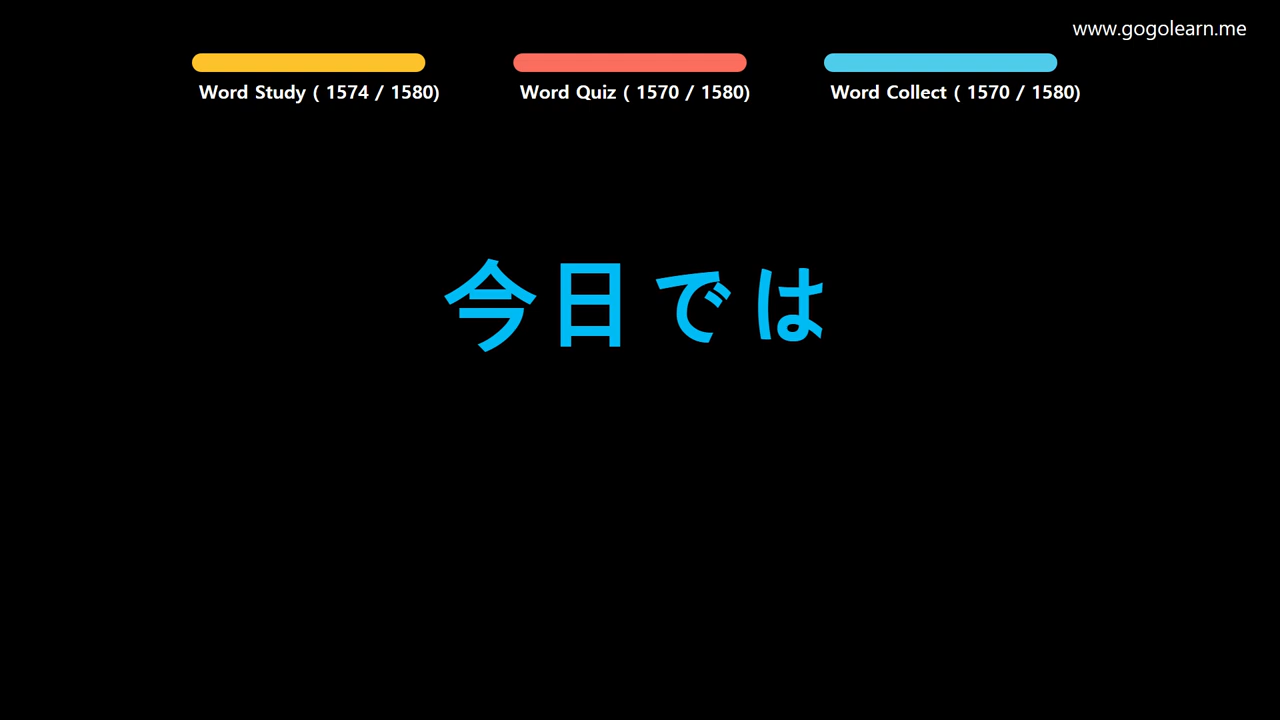 www.gogolearn.me
Word Study ( 1574 / 1580)
Word Quiz ( 1570 / 1580)
Word Collect ( 1570 / 1580)
今日では